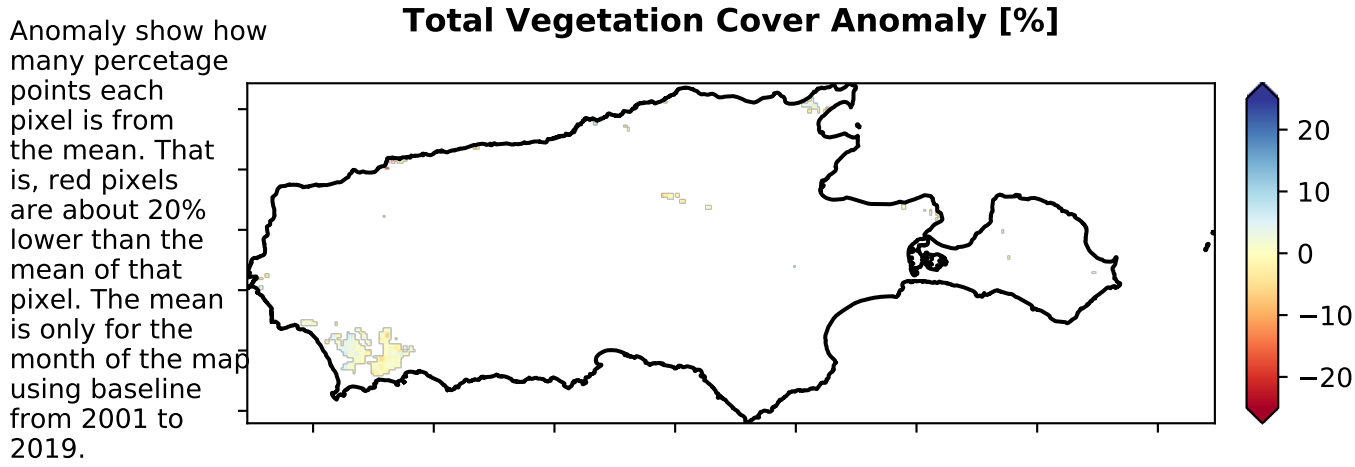 Total Vegetation Cover Anomaly [%]
Anomaly show how
many percetage
points each
pixel is from
the mean. That
is, red pixels
are about 20%
lower than the
mean of that
pixel. The mean
is only for the
month of the map
using baseline
from 2001 to
2019.
20
10
0
−10
−20